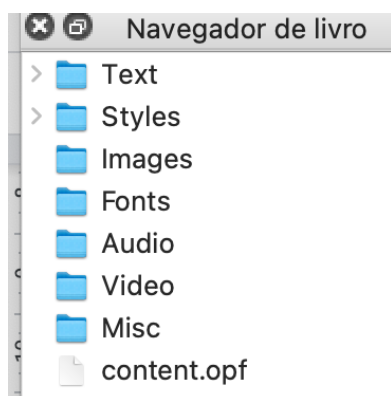 Navegador de livro
Text
Styles
Images
Fonts
Audio
Video
Misc
content.opf